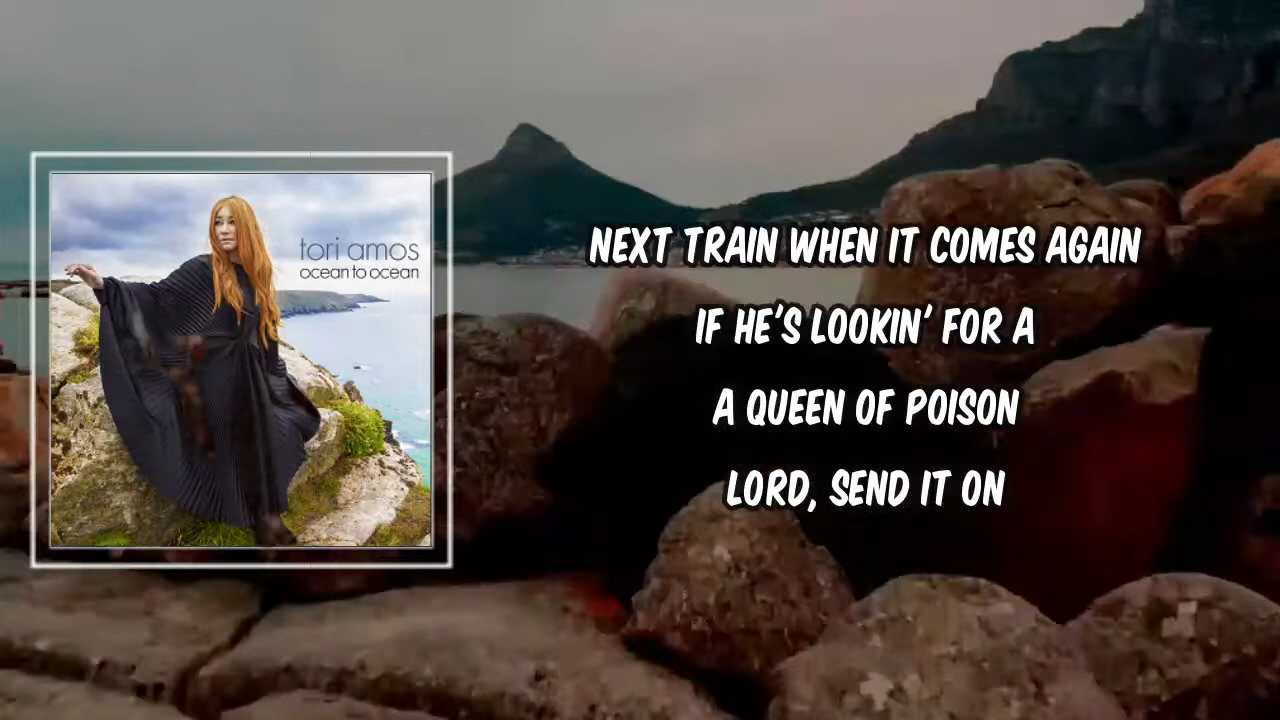 tori amos
ocean to ocean
NEXT TRAIN WHEN IT COMES AGAIN
IF HE'S LOOKIN' FOR A
A QUEEN OF POISON
LORD, SEND IT ON